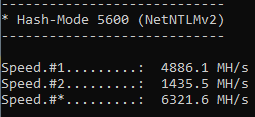 -------------------------------
* Hash-Mode 5600 (NetNTLMv2)
-------------------------------
Speed.#1.........:  4886.1 MH/s
Speed.#2.........:  1435.5 MH/s
Speed.#*.........:  6321.6 MH/s